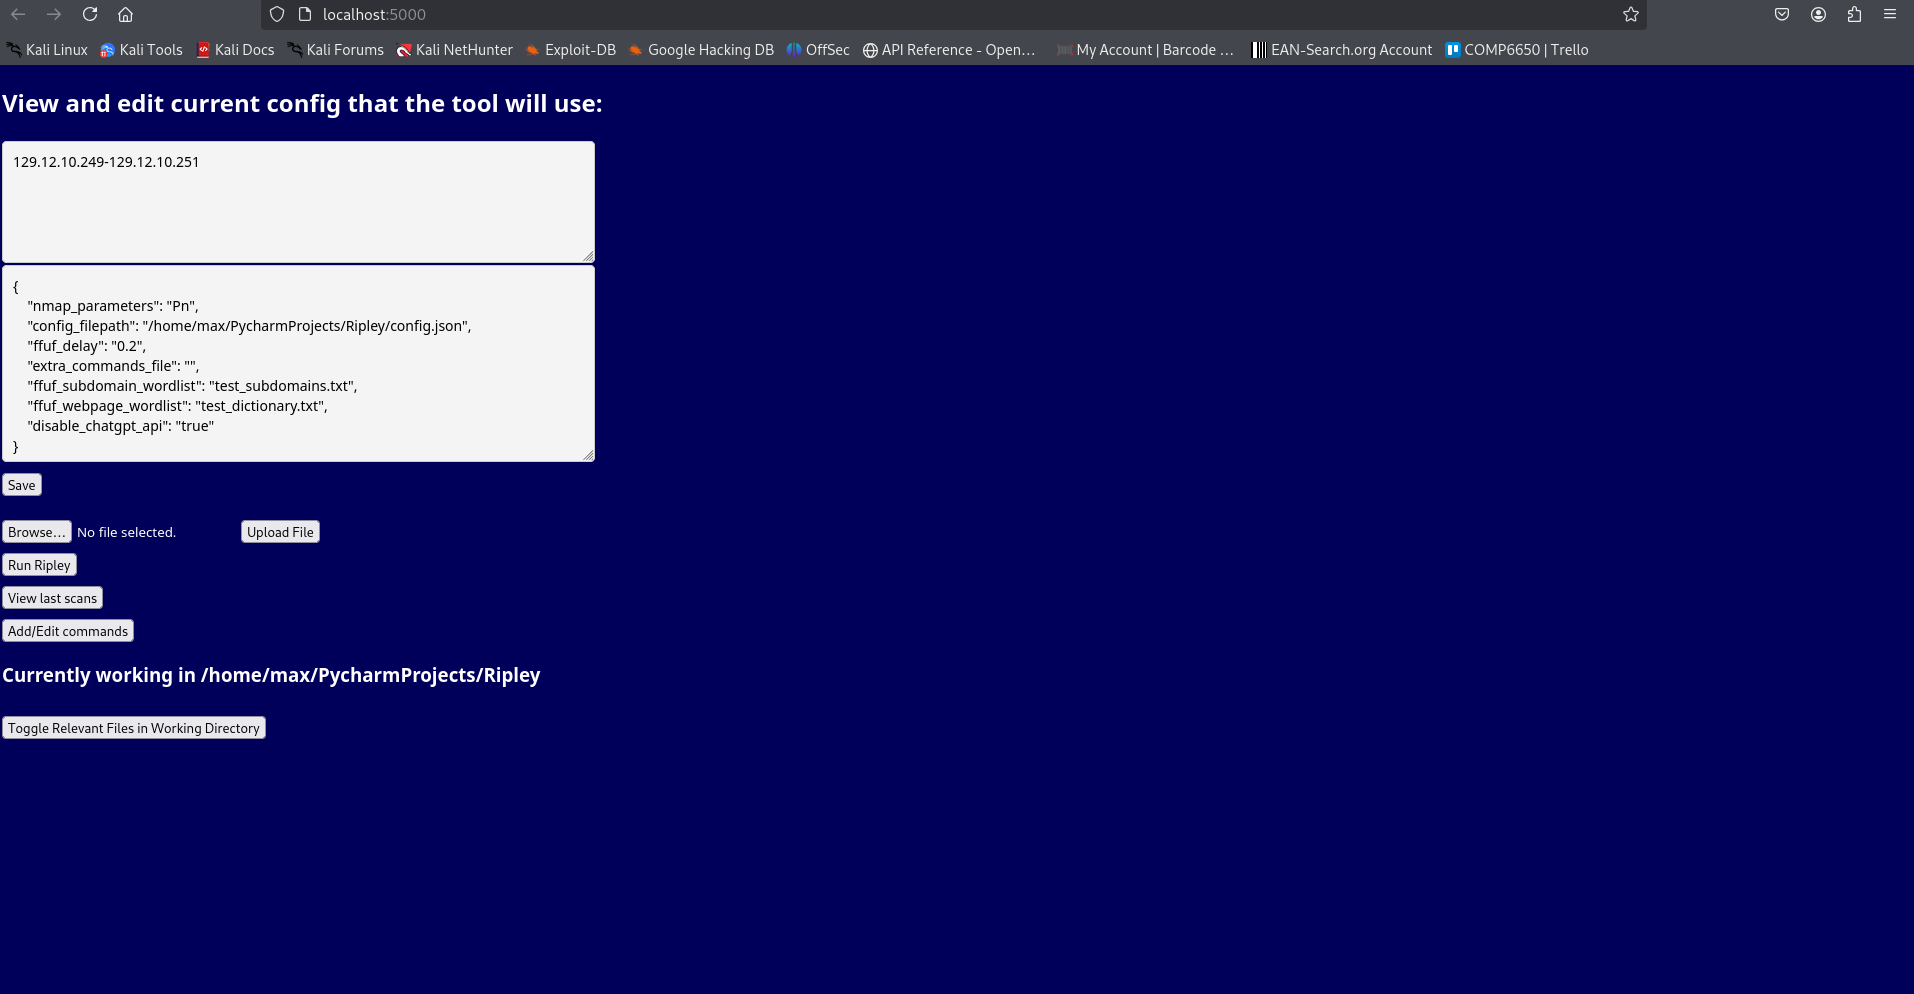 localhost:5000
Kali Linux Kali Tools Kali Docs Kali Forums Kali NetHunter Exploit-DB Google Hacking DB OffSec API Reference - Open... My Account | Barcode ... EAN-Search.org Account COMP6650 | Trello
View and edit current config that the tool will use:
129.12.10.249-129.12.10.251
{
    "nmap_parameters": "Pn",
    "config_filepath": "/home/max/PycharmProjects/Ripley/config.json",
    "ffuf_delay": "0.2",
    "extra_commands_file": "",
    "ffuf_subdomain_wordlist": "test_subdomains.txt",
    "ffuf_webpage_wordlist": "test_dictionary.txt",
    "disable_chatgpt_api": "true"
}
Save
Browse... No file selected. Upload File
Run Ripley
View last scans
Add/Edit commands
Currently working in /home/max/PycharmProjects/Ripley
Toggle Relevant Files in Working Directory